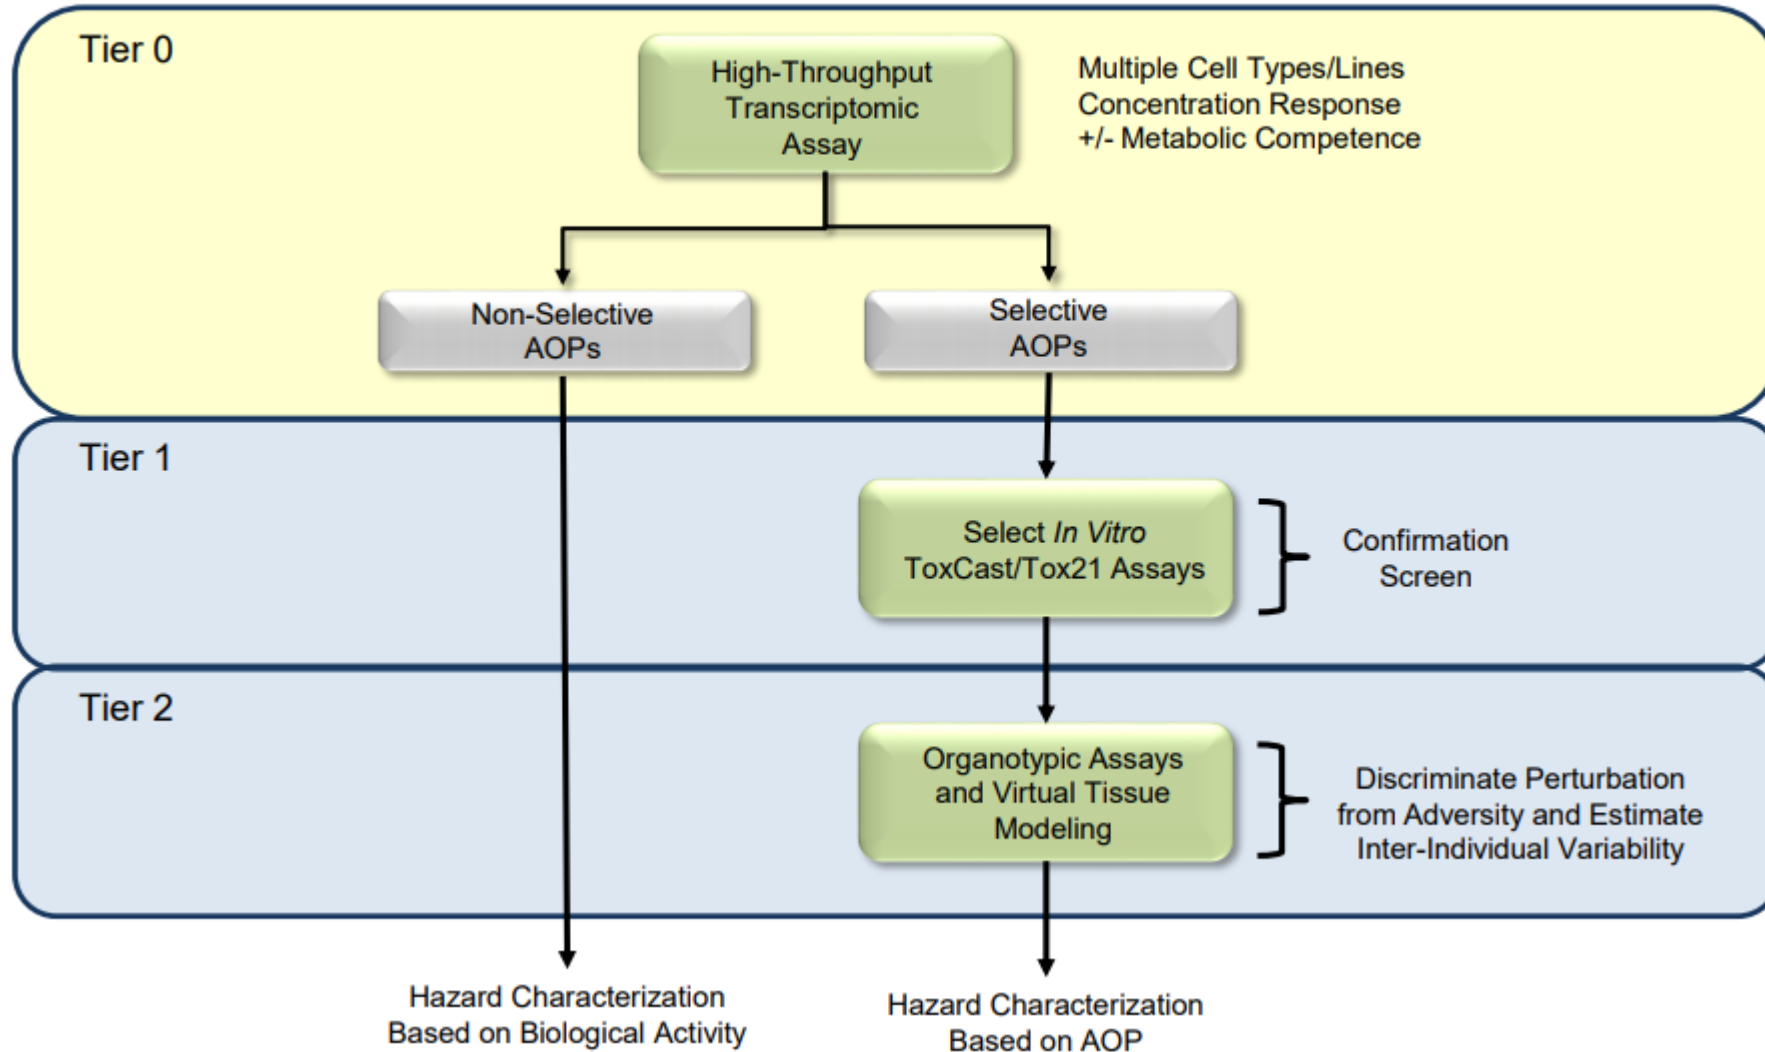 Tier 0
High-Throughput
Transcriptomic
Assay
Multiple Cell Types/Lines
Concentration Response
+/- Metabolic Competence
Non-Selective
AOPs
Selective
AOPs
Tier 1
Select In Vitro
ToxCast/Tox21 Assays
Confirmation
Screen
Tier 2
Organotypic Assays
and Virtual Tissue
Modeling
Discriminate Perturbation
from Adversity and Estimate
Inter-Individual Variability
Hazard Characterization
Based on Biological Activity
Hazard Characterization
Based on AOP